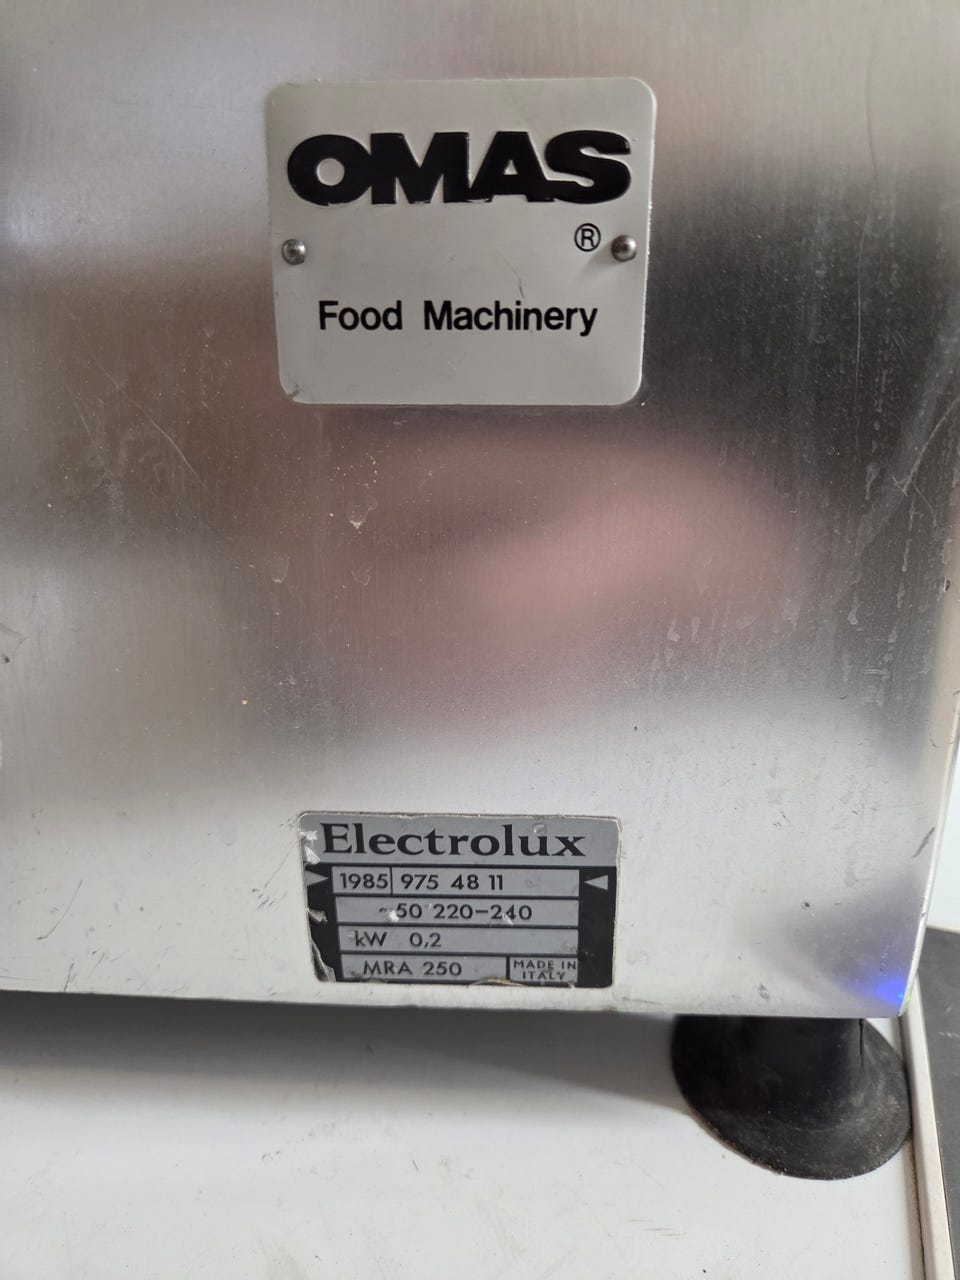 OMAS
®
Food Machinery
Electrolux
1985 975 48 11
~50 220-240
kW 0,2
MRA 250 MADE IN
ITALY